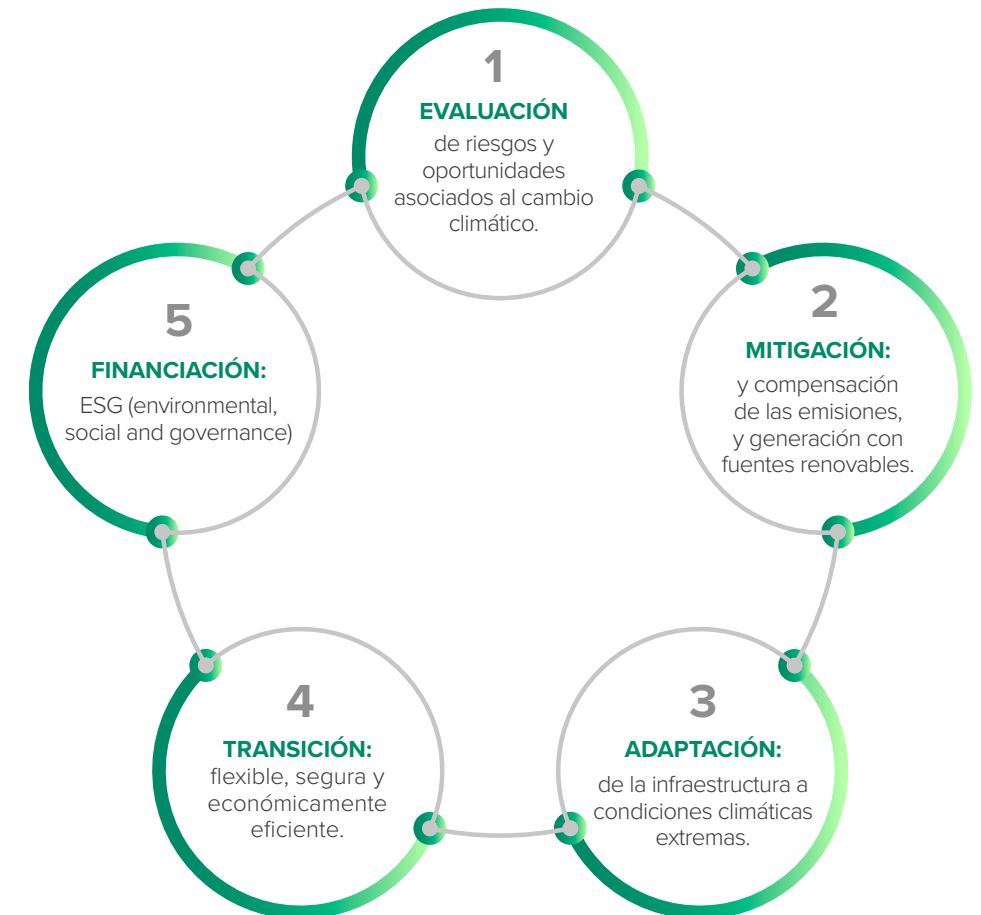 1
EVALUACIÓN
de riesgos y
oportunidades
asociados al cambio
climático.
2
MITIGACIÓN:
y compensación
de las emisiones,
y generación con
fuentes renovables.
3
ADAPTACIÓN:
de la infraestructura a
condiciones climáticas
extremas.
4
TRANSICIÓN:
flexible, segura y
económicamente
eficiente.
5
FINANCIACIÓN:
ESG (environmental,
social and governance)